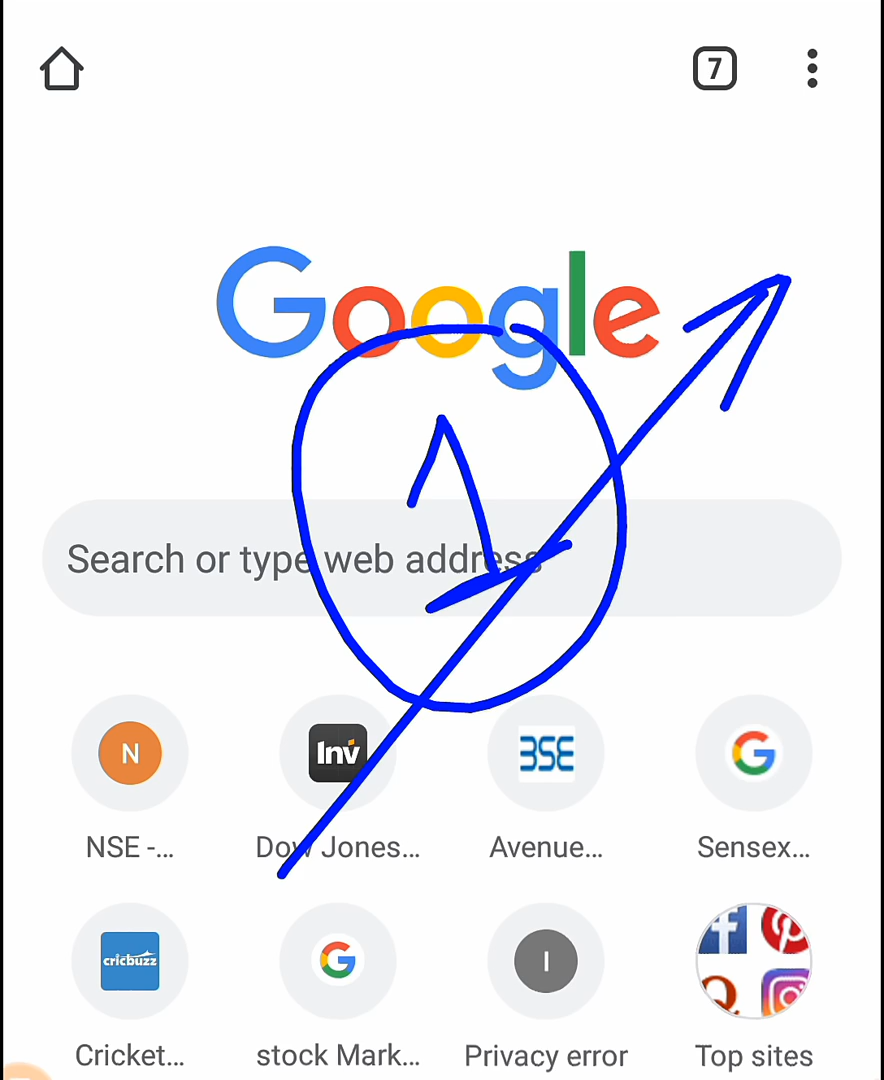 7
Google
1
Search or type web address
N
Inv
BSE
G
NSE -...
Dow Jones...
Avenue...
Sensex...
cricbuzz
G
I
Cricket...
stock Mark...
Privacy error
Top sites